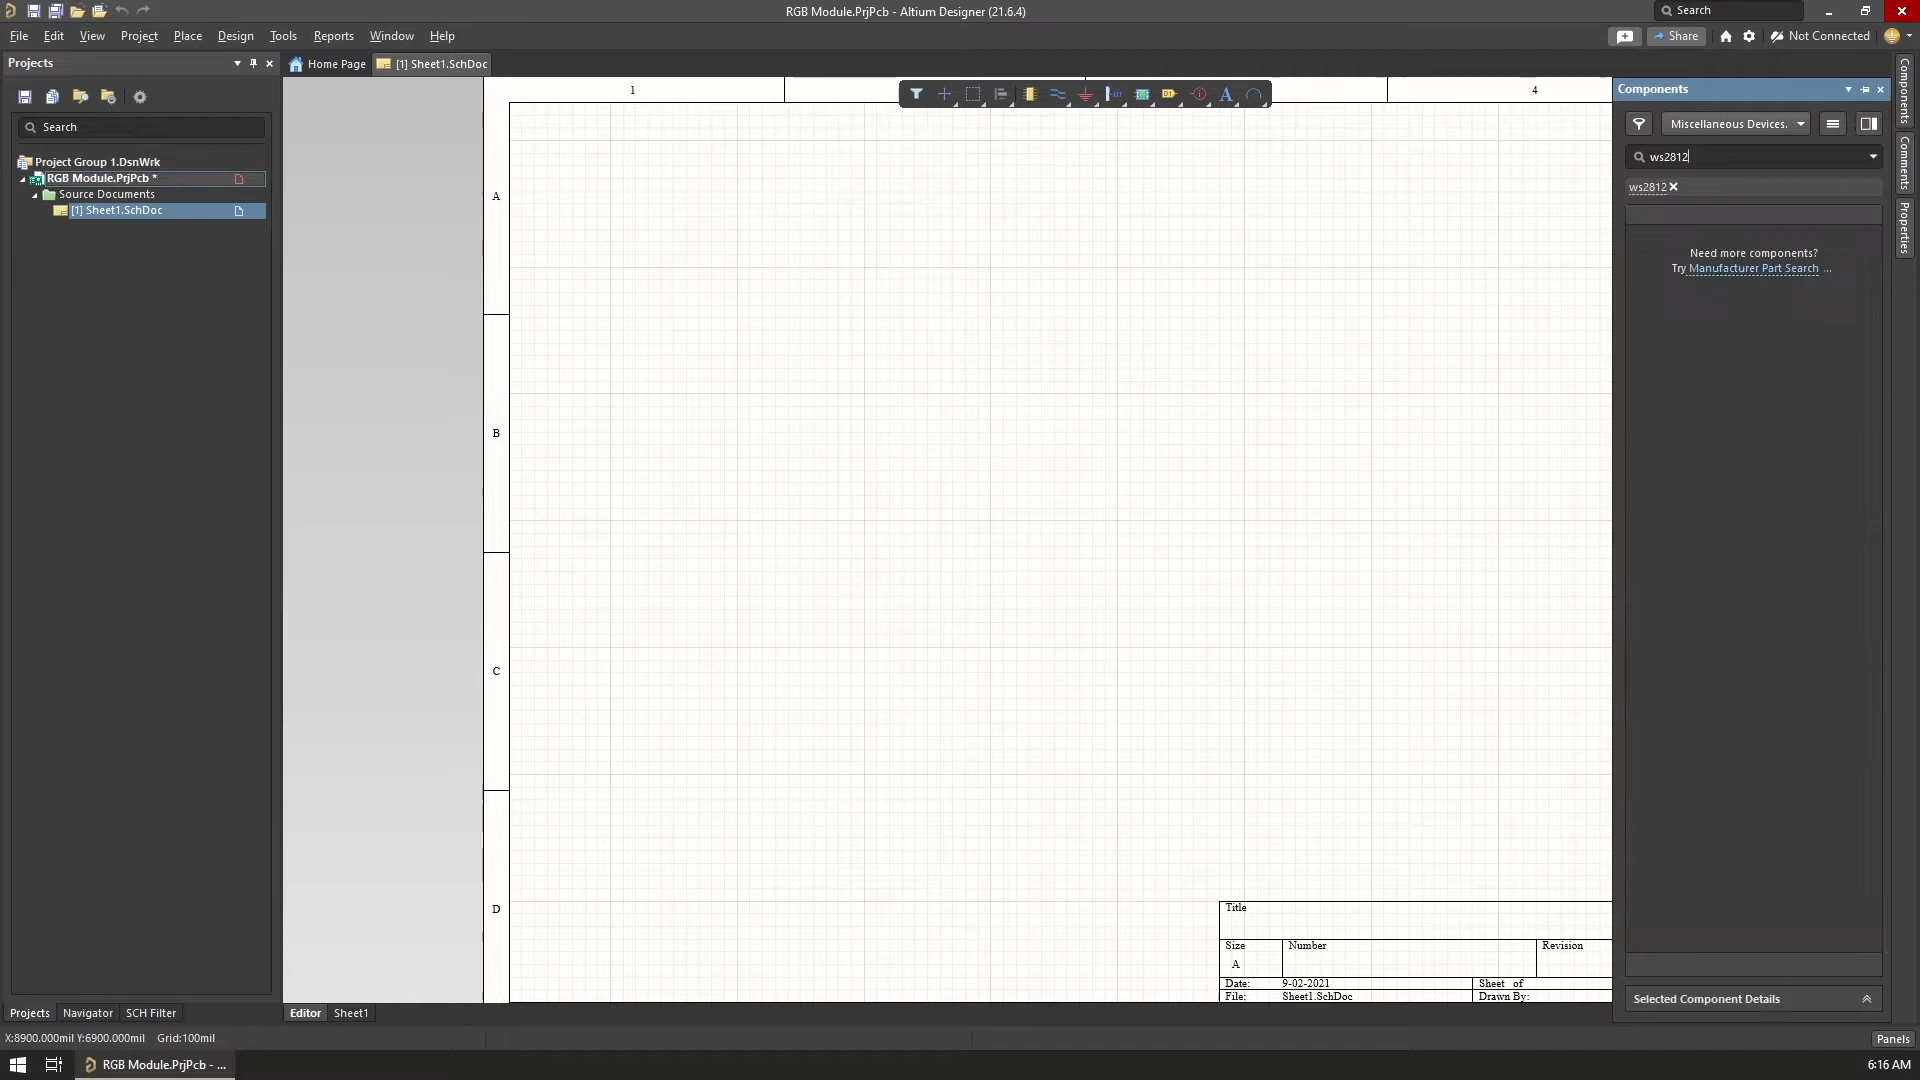 RGB Module.PrjPcb - Altium Designer (21.6.4)
Search
File Edit View Project Place Design Tools Reports Window Help
Share
Not Connected
Projects
Home Page
[1] Sheet1.SchDoc
Search
Project Group 1.DsnWrk
RGB Module.PrjPcb *
Source Documents
[1] Sheet1.SchDoc
1
4
A
B
C
D
Title
Size
A
Number
Revision
Date:
9-02-2021
Sheet of
File:
Sheet1.SchDoc
Drawn By:
Components
Miscellaneous Devices.
ws2812
ws2812
Need more components?
Try Manufacturer Part Search ...
Selected Component Details
Components
Comments
Properties
Projects Navigator SCH Filter
Editor Sheet1
X:8900.000mil Y:6900.000mil Grid:100mil
Panels
RGB Module.PrjPcb - ...
6:16 AM